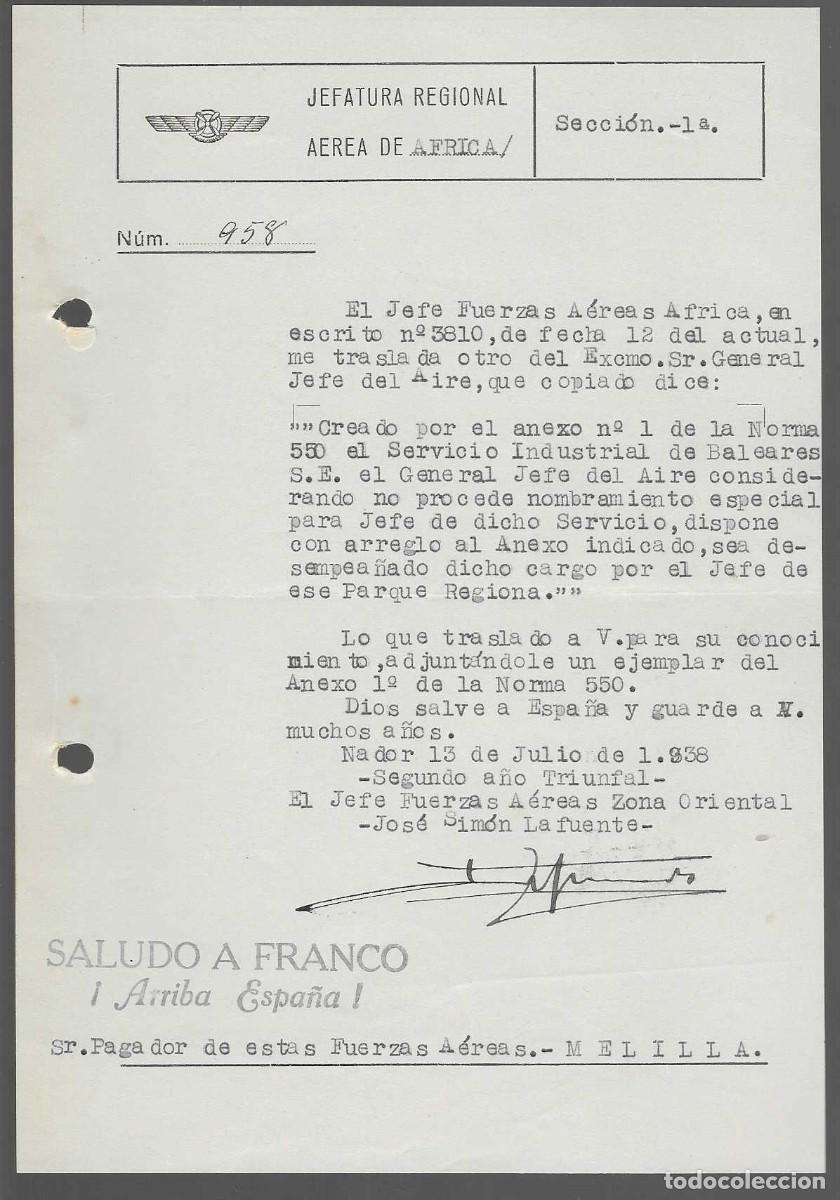 JEFATURA REGIONAL
AEREA DE AFRICA/
Sección.-1ª.
Núm. 958
El Jefe Fuerzas Aéreas Africa,en
escrito nº3810,de fecha 12 del actual,
me traslada otro del Excmo.Sr.General
Jefe del Aire,que copiado dice:
""Creado por el anexo nº 1 de la Norma
550 el Servicio Industrial de Baleares
S.E. el General Jefe del Aire conside-
rando no procede nombramiento especial
para Jefe de dicho Servicio,dispone
con arreglo al Anexo indicado,sea de-
sempeañado dicho cargo por el Jefe de
ese Parque Regiona.""
Lo que traslado a V.para su conoci
miento,adjuntándole un ejemplar del
Anexo 1º de la Norma 550.
Dios salve a España y guarde a V.
muchos años.
Nador 13 de Julio de 1.938
-Segundo año Triunfal-
El Jefe Fuerzas Aéreas Zona Oriental
-José Simón Lafuente-
SALUDO A FRANCO
¡ Arriba España !
Sr.Pagador de estas Fuerzas Aéreas.- M E L I L L A.
todocoleccion